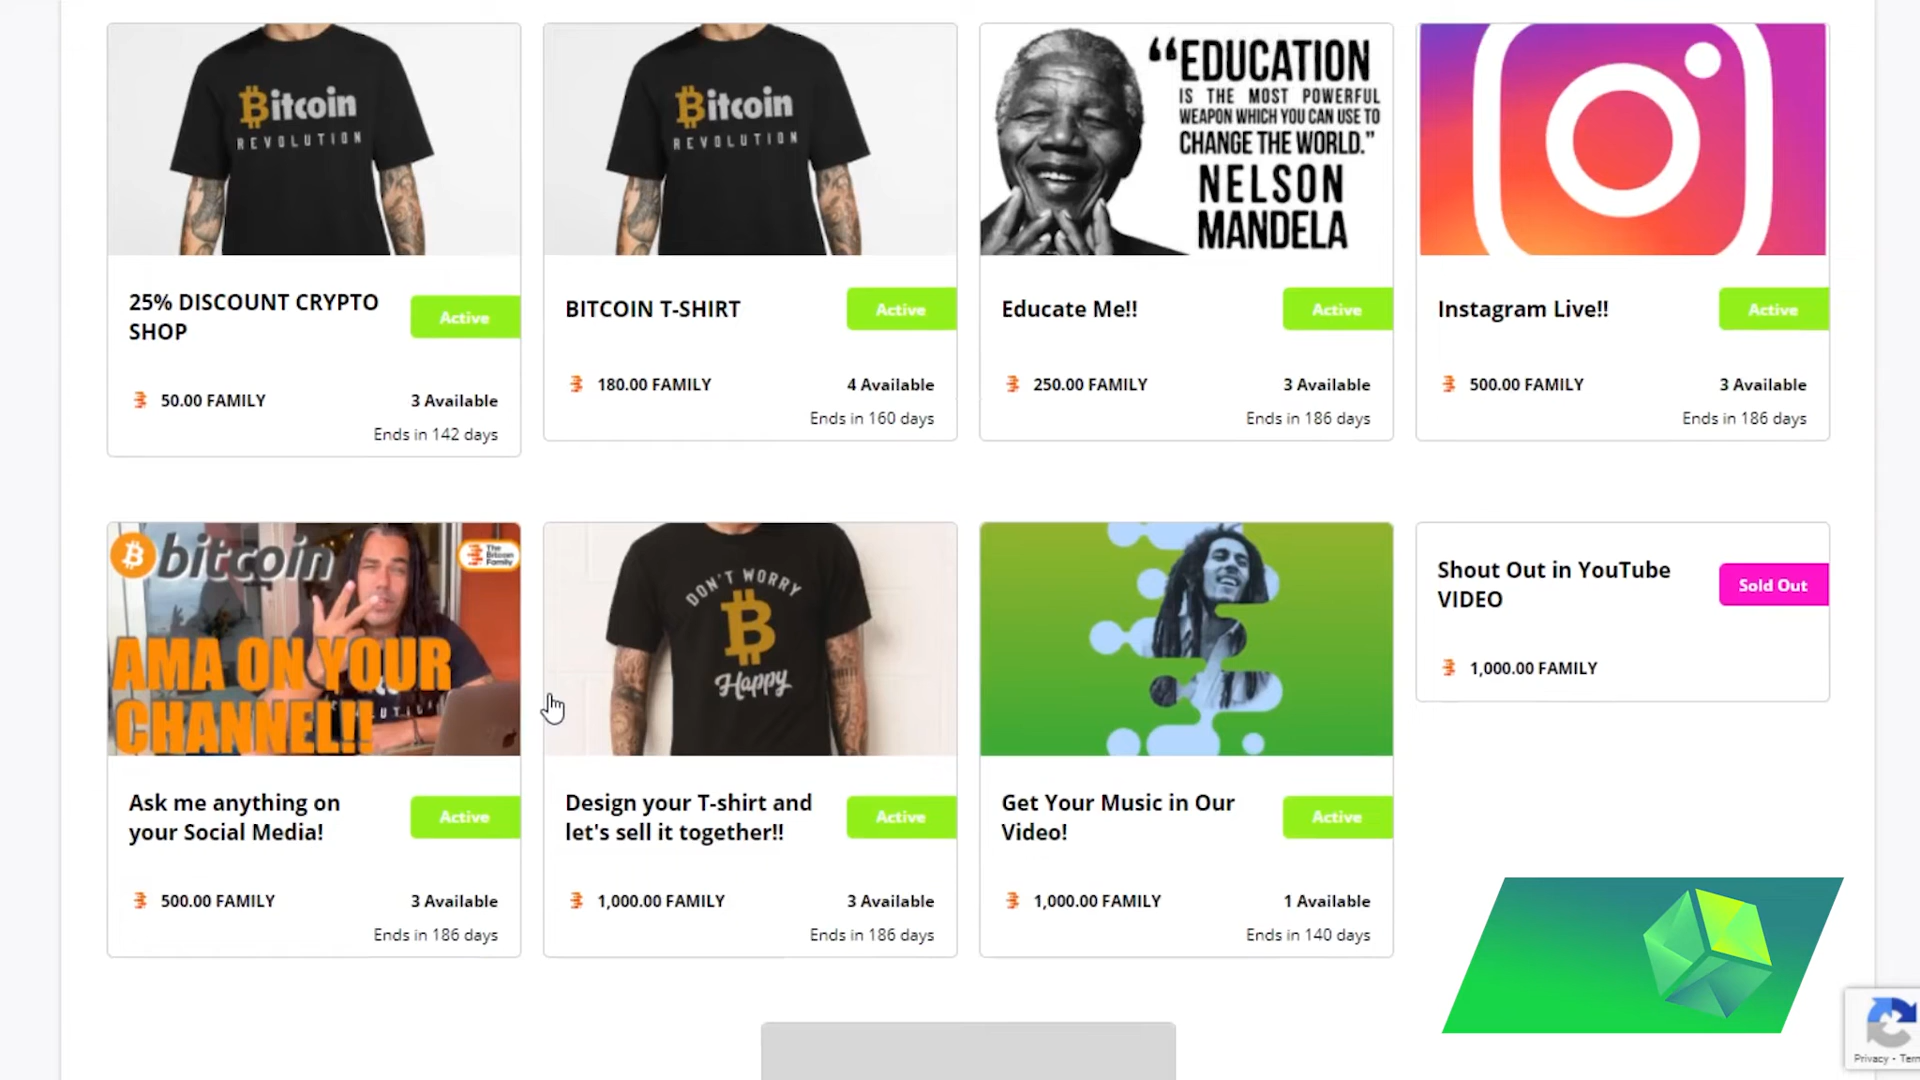 Bitcoin
REVOLUTION
25% DISCOUNT CRYPTO
SHOP
Active
50.00 FAMILY
3 Available
Ends in 142 days
Bitcoin
REVOLUTION
BITCOIN T-SHIRT
Active
180.00 FAMILY
4 Available
Ends in 160 days
“EDUCATION
IS THE MOST POWERFUL
WEAPON WHICH YOU CAN USE TO
CHANGE THE WORLD.”
NELSON
MANDELA
Educate Me!!
Active
250.00 FAMILY
3 Available
Ends in 186 days
Instagram Live!!
Active
500.00 FAMILY
3 Available
Ends in 186 days
bitcoin
The
Bitcoin
Family
AMA ON YOUR
CHANNEL!!
Ask me anything on
your Social Media!
Active
500.00 FAMILY
3 Available
Ends in 186 days
DON'T WORRY
Happy
Design your T-shirt and
let's sell it together!!
Active
1,000.00 FAMILY
3 Available
Ends in 186 days
Get Your Music in Our
Video!
Active
1,000.00 FAMILY
1 Available
Ends in 140 days
Shout Out in YouTube
VIDEO
Sold Out
1,000.00 FAMILY
Privacy - Tern